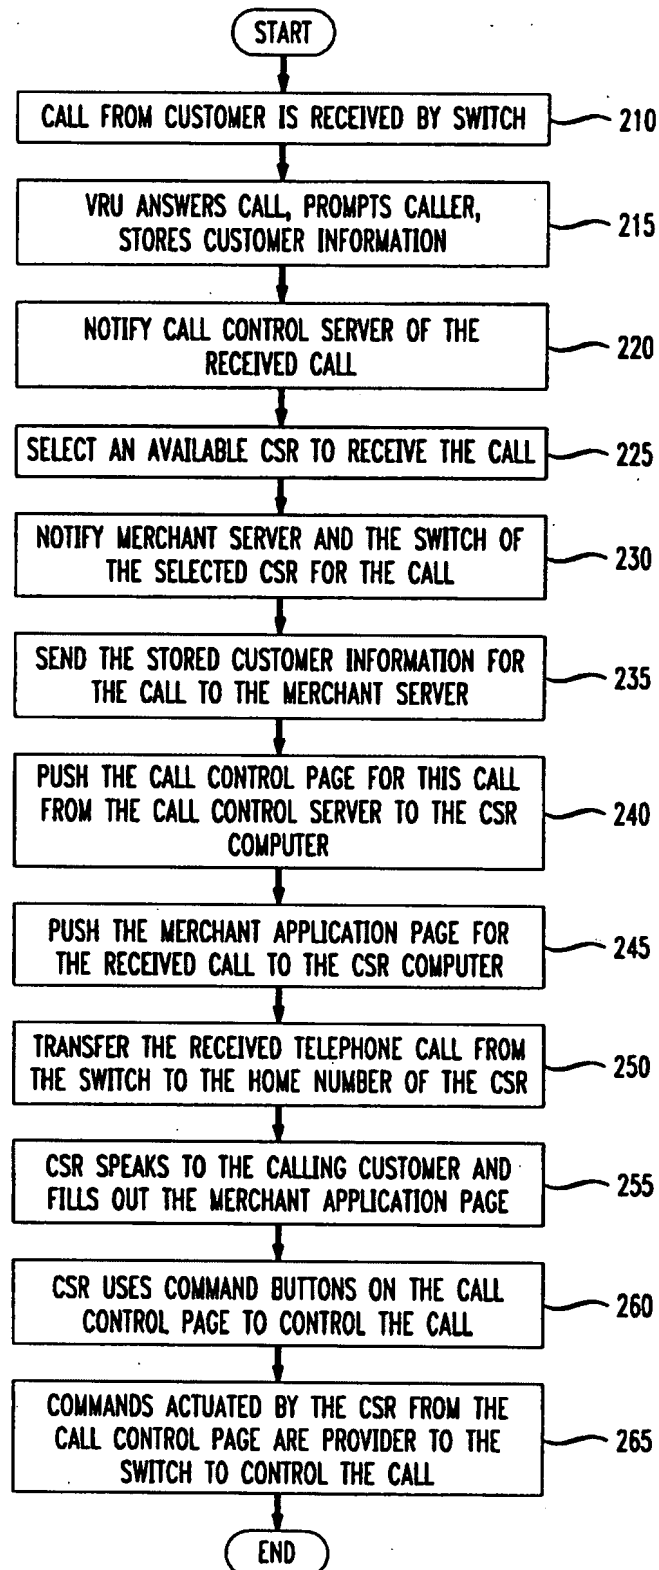 START
CALL FROM CUSTOMER IS RECEIVED BY SWITCH
210
VRU ANSWERS CALL, PROMPTS CALLER,
STORES CUSTOMER INFORMATION
215
NOTIFY CALL CONTROL SERVER OF THE
RECEIVED CALL
220
SELECT AN AVAILABLE CSR TO RECEIVE THE CALL
225
NOTIFY MERCHANT SERVER AND THE SWITCH OF
THE SELECTED CSR FOR THE CALL
230
SEND THE STORED CUSTOMER INFORMATION FOR
THE CALL TO THE MERCHANT SERVER
235
PUSH THE CALL CONTROL PAGE FOR THIS CALL
FROM THE CALL CONTROL SERVER TO THE CSR
COMPUTER
240
PUSH THE MERCHANT APPLICATION PAGE FOR
THE RECEIVED CALL TO THE CSR COMPUTER
245
TRANSFER THE RECEIVED TELEPHONE CALL FROM
THE SWITCH TO THE HOME NUMBER OF THE CSR
250
CSR SPEAKS TO THE CALLING CUSTOMER AND
FILLS OUT THE MERCHANT APPLICATION PAGE
255
CSR USES COMMAND BUTTONS ON THE CALL
CONTROL PAGE TO CONTROL THE CALL
260
COMMANDS ACTUATED BY THE CSR FROM THE
CALL CONTROL PAGE ARE PROVIDER TO THE
SWITCH TO CONTROL THE CALL
265
END